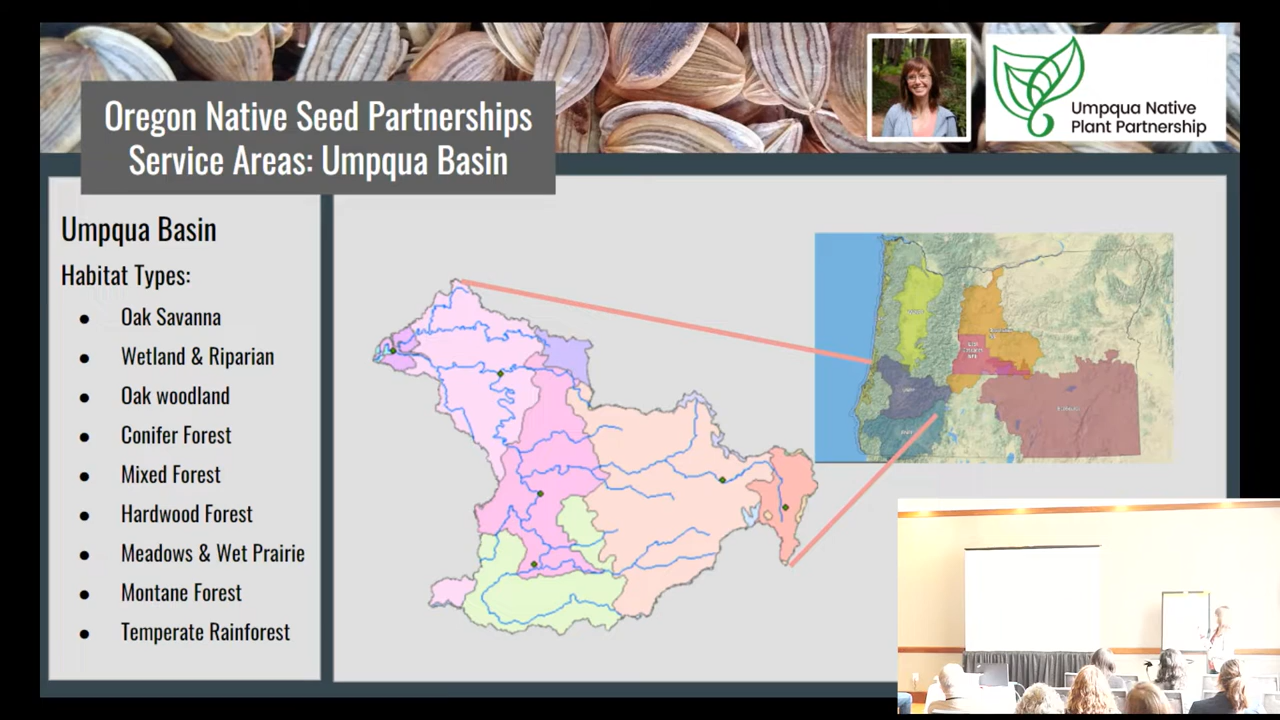 Oregon Native Seed Partnerships
Service Areas: Umpqua Basin
Umpqua Native
Plant Partnership
Umpqua Basin
Habitat Types:
● Oak Savanna
● Wetland & Riparian
● Oak woodland
● Conifer Forest
● Mixed Forest
● Hardwood Forest
● Meadows & Wet Prairie
● Montane Forest
● Temperate Rainforest